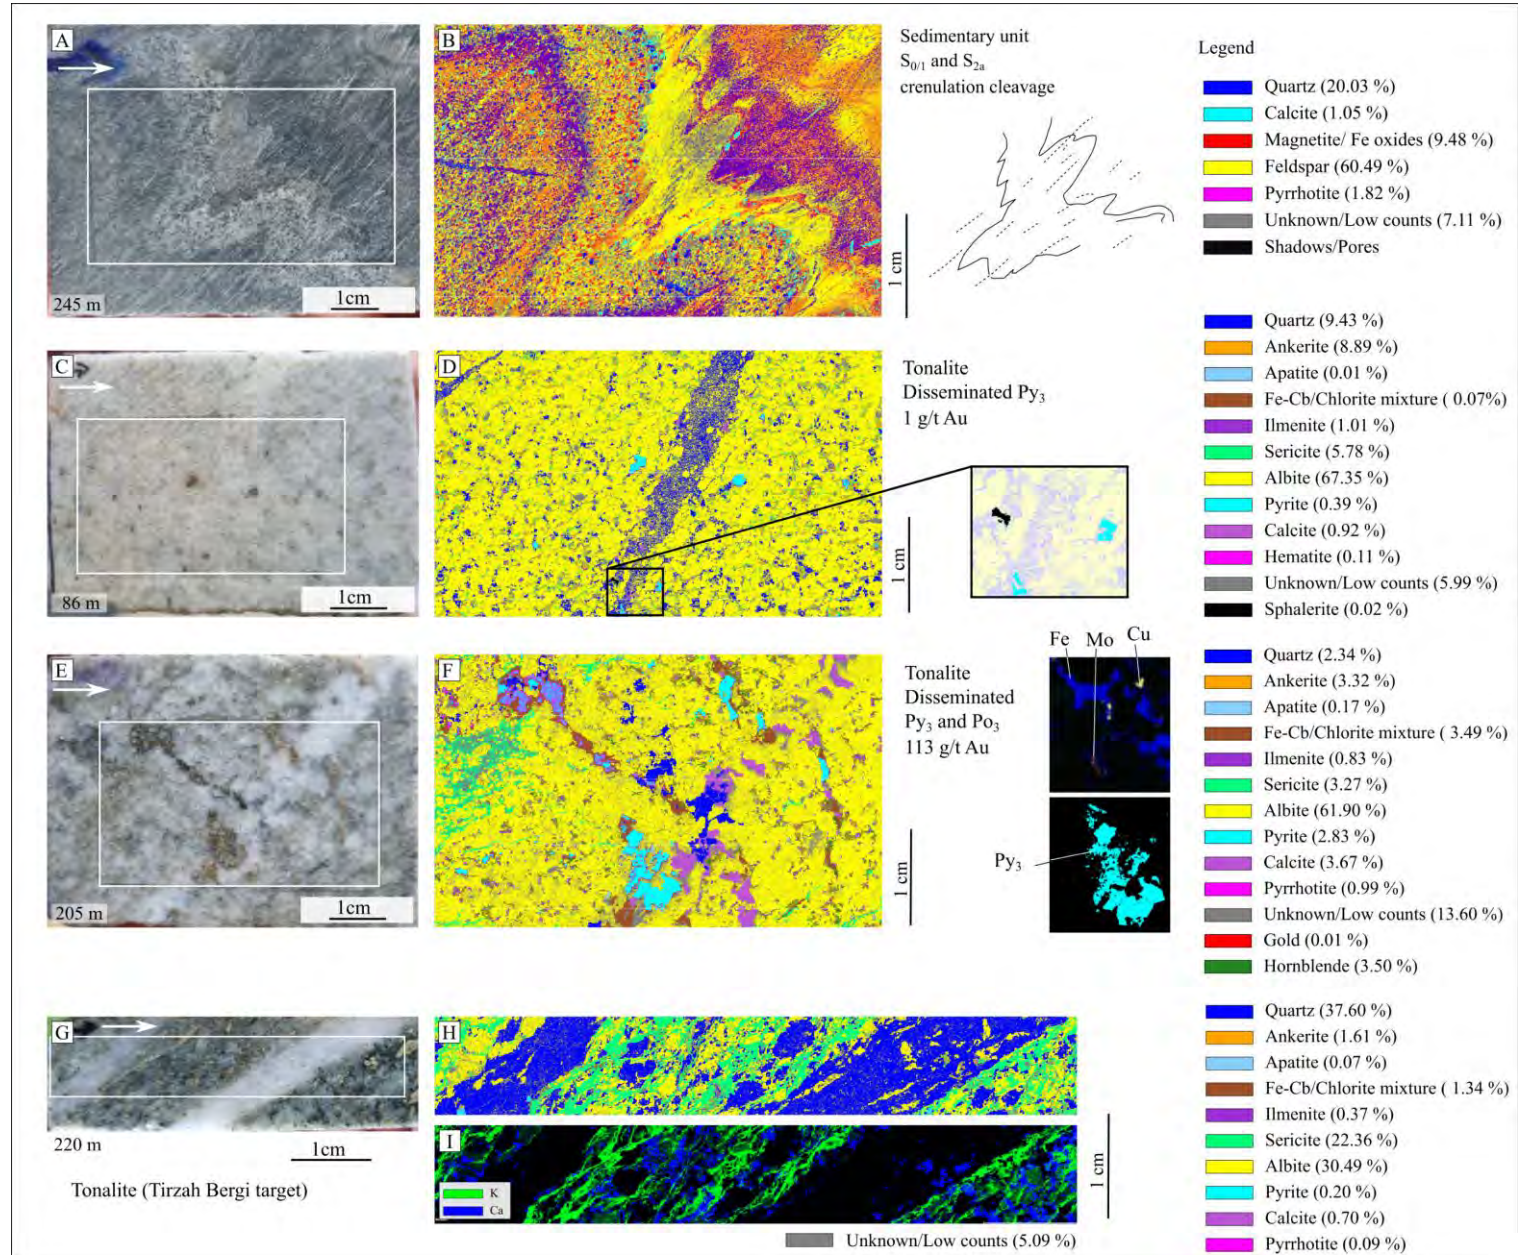 A
245 m
1cm
B
1 cm
Sedimentary unit
S0/1 and S2a
crenulation cleavage
Legend
Quartz (20.03 %)
Calcite (1.05 %)
Magnetite/ Fe oxides (9.48 %)
Feldspar (60.49 %)
Pyrrhotite (1.82 %)
Unknown/Low counts (7.11 %)
Shadows/Pores
C
86 m
1cm
D
1 cm
Tonalite
Disseminated Py3
1 g/t Au
Quartz (9.43 %)
Ankerite (8.89 %)
Apatite (0.01 %)
Fe-Cb/Chlorite mixture ( 0.07%)
Ilmenite (1.01 %)
Sericite (5.78 %)
Albite (67.35 %)
Pyrite (0.39 %)
Calcite (0.92 %)
Hematite (0.11 %)
Unknown/Low counts (5.99 %)
Sphalerite (0.02 %)
E
205 m
1cm
F
1 cm
Tonalite
Disseminated
Py3 and Po3
113 g/t Au
Fe Mo Cu
Py3
Quartz (2.34 %)
Ankerite (3.32 %)
Apatite (0.17 %)
Fe-Cb/Chlorite mixture ( 3.49 %)
Ilmenite (0.83 %)
Sericite (3.27 %)
Albite (61.90 %)
Pyrite (2.83 %)
Calcite (3.67 %)
Pyrrhotite (0.99 %)
Unknown/Low counts (13.60 %)
Gold (0.01 %)
Hornblende (3.50 %)
G
220 m
1cm
Tonalite (Tirzah Bergi target)
H
I
K
Ca
1 cm
Unknown/Low counts (5.09 %)
Quartz (37.60 %)
Ankerite (1.61 %)
Apatite (0.07 %)
Fe-Cb/Chlorite mixture ( 1.34 %)
Ilmenite (0.37 %)
Sericite (22.36 %)
Albite (30.49 %)
Pyrite (0.20 %)
Calcite (0.70 %)
Pyrrhotite (0.09 %)